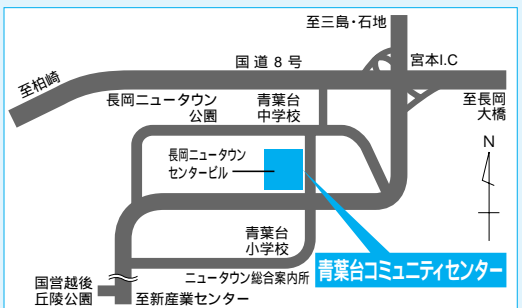 至三島・石地
国道8号
宮本I.C
至柏崎
長岡ニュータウン
公園
青葉台
中学校
至長岡
大橋
N
長岡ニュータウン
センタービル
青葉台
小学校
青葉台コミュニティセンター
ニュータウン総合案内所
国営越後
丘陵公園
至新産業センター